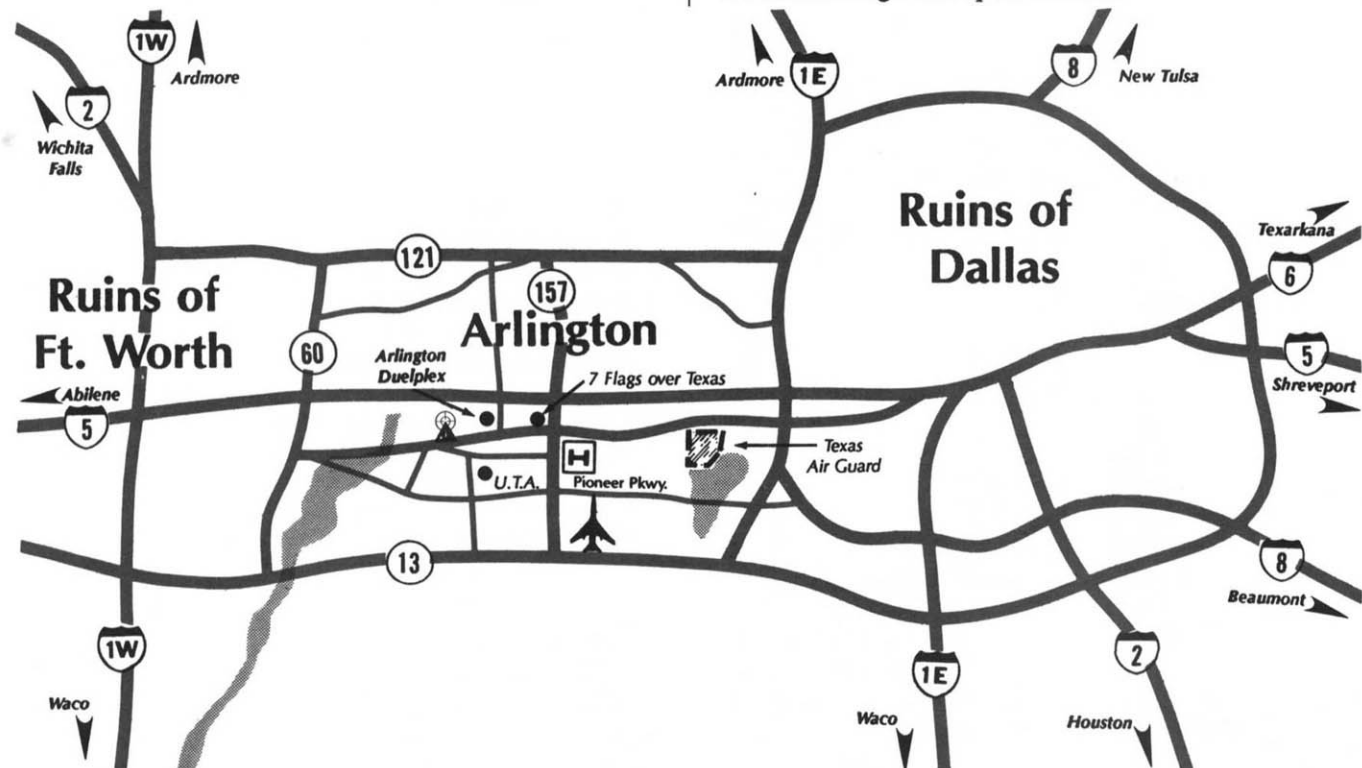 1W
Ardmore
2
Wichita
Falls
Ardmore
1E
8
New Tulsa
Ruins of
Dallas
Texarkana
6
121
157
Ruins of
Ft. Worth
60
Arlington
Arlington
Duelplex
7 Flags over Texas
Abilene
5
5
Shreveport
H
Texas
Air Guard
U.T.A.
Pioneer Pkwy.
13
8
Beaumont
1W
1E
2
Waco
Waco
Houston